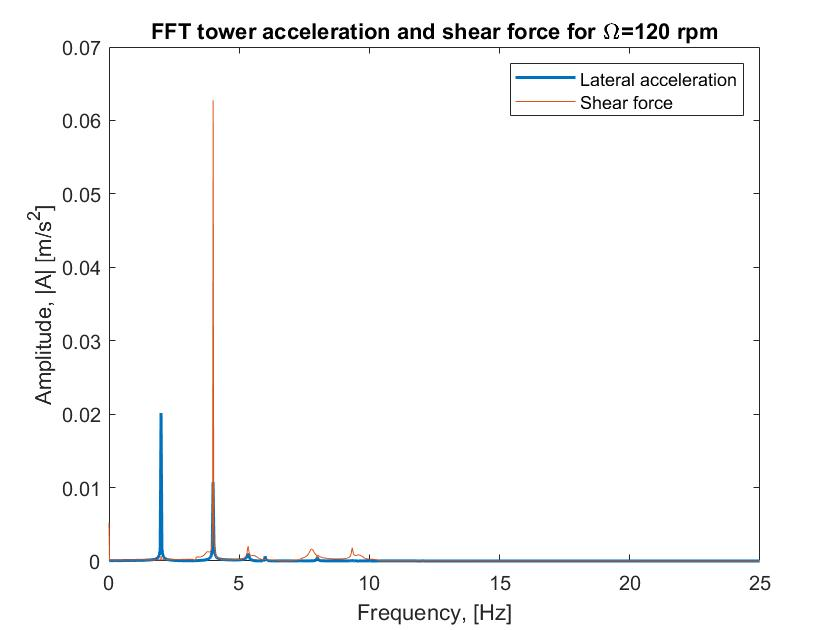 FFT tower acceleration and shear force for Ω=120 rpm
Lateral acceleration
Shear force
0.07
0.06
0.05
0.04
0.03
0.02
0.01
0
Amplitude, |A| [m/s²]
0 5 10 15 20 25
Frequency, [Hz]